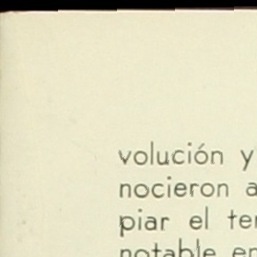 volución y
nocieron a
piar el ter
notable en